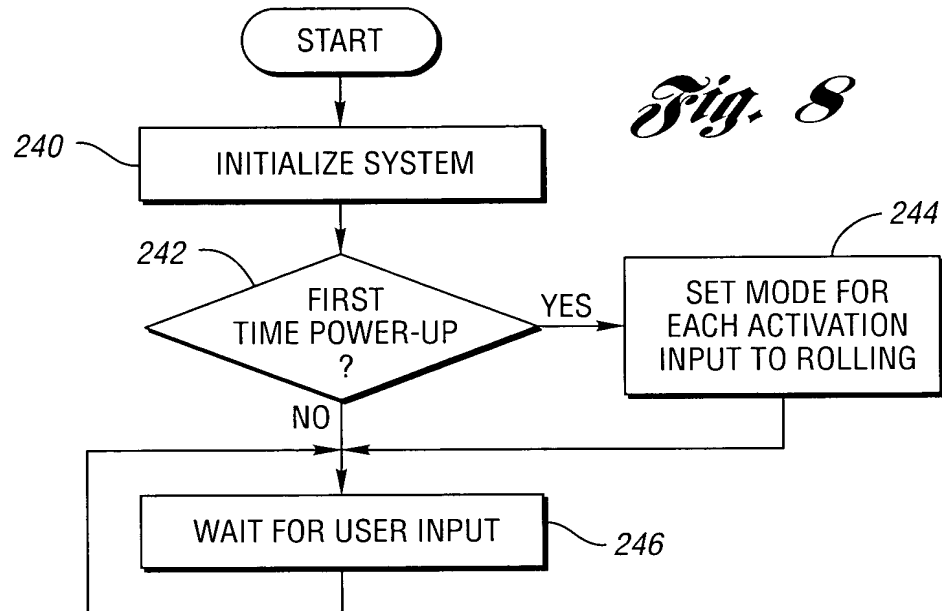 START
Fig. 8
240
INITIALIZE SYSTEM
242
FIRST
TIME POWER-UP
?
YES
244
SET MODE FOR
EACH ACTIVATION
INPUT TO ROLLING
NO
WAIT FOR USER INPUT
246